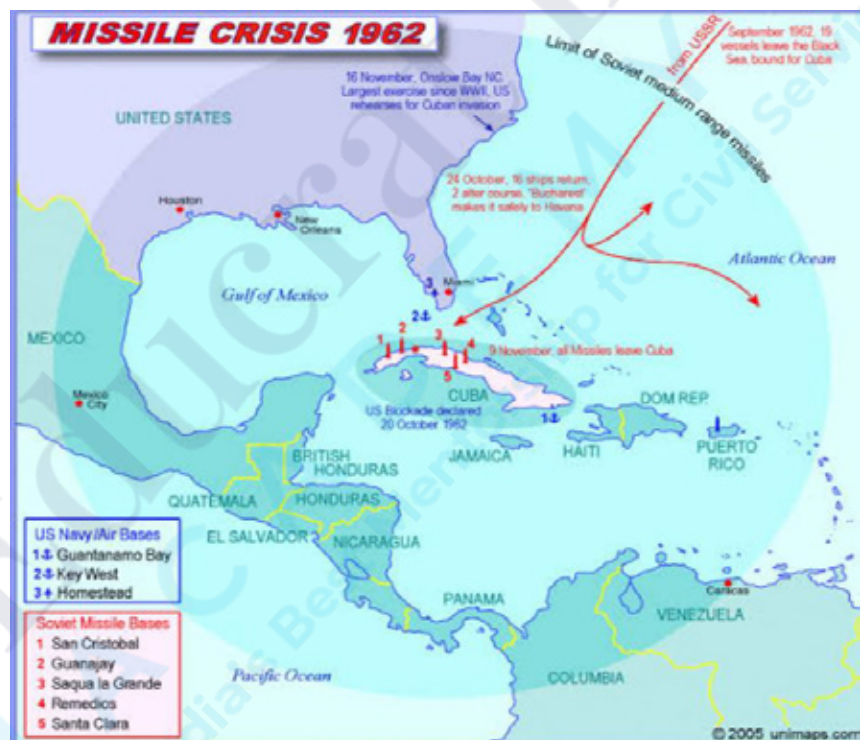 MISSILE CRISIS 1962
from USSR
September 1962, 19
vessels leave the Black
Sea, bound for Cuba
Limit of Soviet medium range missiles
16 November, Onslow Bay NC.
Largest exercise since WWII, US
rehearses for Cuban invasion
UNITED STATES
24 October, 16 ships return,
2 alter course. "Bucharest"
makes it safely to Havana
Houston
New
Orleans
Atlantic Ocean
3
Miami
Gulf of Mexico
2
MEXICO
1
2
3
4
5
9 November, all Missiles leave Cuba
Mexico
City
CUBA
US Blockade declared
20 October 1962
1
DOM REP.
JAMAICA
HAITI
PUERTO
RICO
BRITISH
HONDURAS
GUATEMALA
HONDURAS
EL SALVADOR
NICARAGUA
US Navy/Air Bases
1 Guantanamo Bay
2 Key West
3 Homestead
PANAMA
Caracas
VENEZUELA
COLUMBIA
Soviet Missile Bases
1 San Cristobal
2 Guanajay
3 Saqua la Grande
4 Remedios
5 Santa Clara
Pacific Ocean
© 2005 unimaps.com